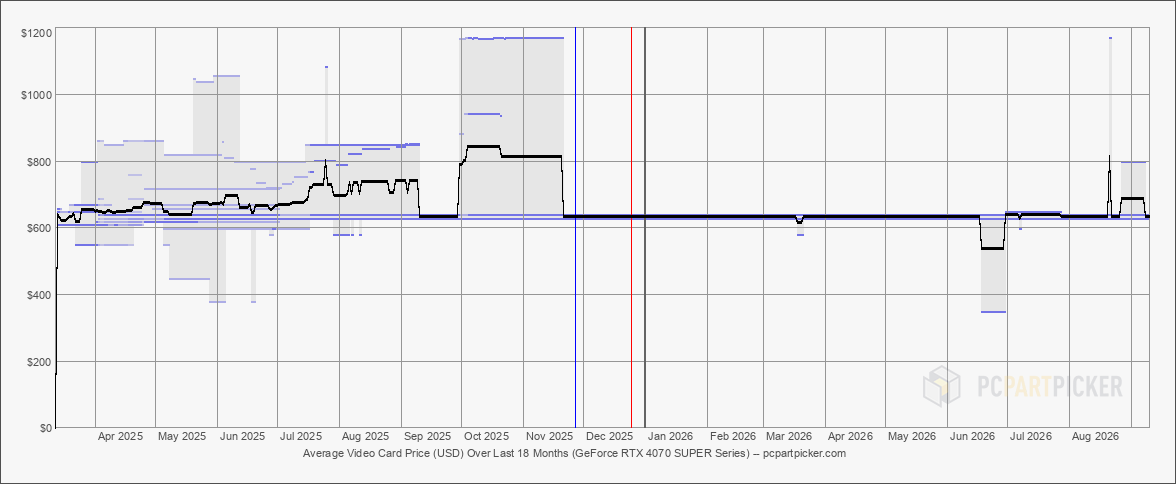 $1200
$1000
$800
$600
$400
$200
$0
PCPARTPICKER
Apr 2025 May 2025 Jun 2025 Jul 2025 Aug 2025 Sep 2025 Oct 2025 Nov 2025 Dec 2025 Jan 2026 Feb 2026 Mar 2026 Apr 2026 May 2026 Jun 2026 Jul 2026 Aug 2026
Average Video Card Price (USD) Over Last 18 Months (GeForce RTX 4070 SUPER Series) -- pcpartpicker.com